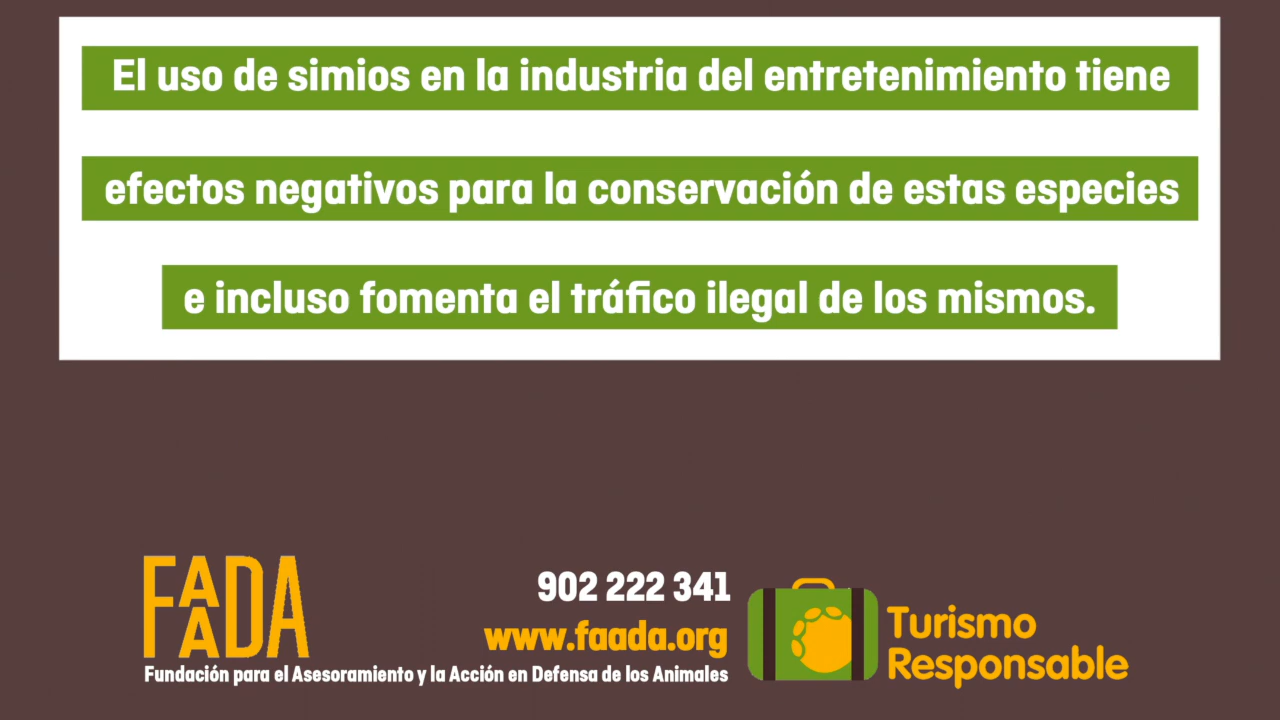 El uso de simios en la industria del entretenimiento tiene
efectos negativos para la conservación de estas especies
e incluso fomenta el tráfico ilegal de los mismos.
FAADA
902 222 341
www.faada.org
Fundación para el Asesoramiento y la Acción en Defensa de los Animales
Turismo
Responsable